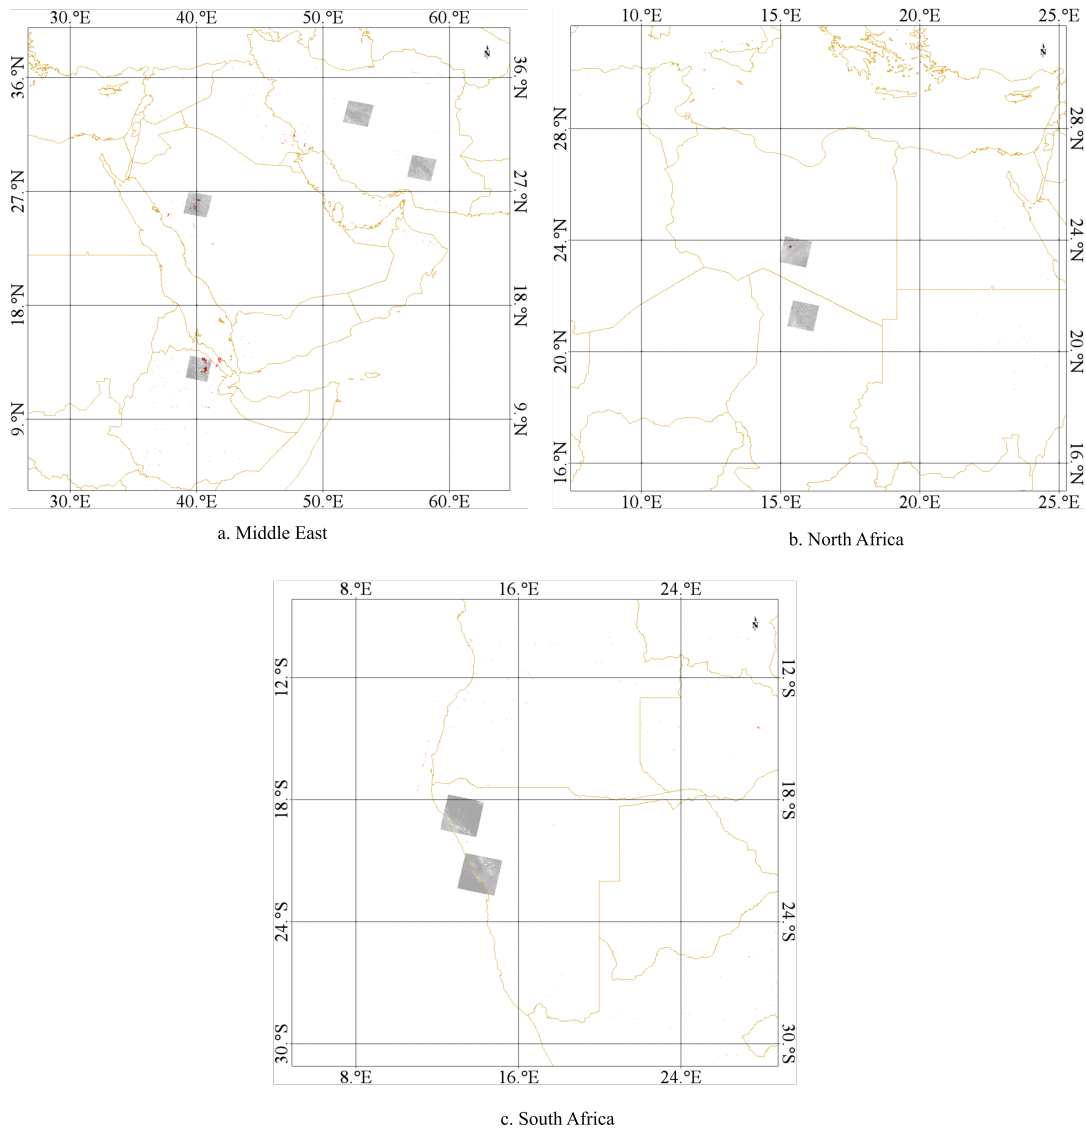 30.°E 40.°E 50.°E 60.°E
N
36.°N 36.°N
27.°N 27.°N
18.°N 18.°N
9.°N 9.°N
30.°E 40.°E 50.°E 60.°E
a. Middle East
10.°E 15.°E 20.°E 25.°E
N
28.°N 28.°N
24.°N 24.°N
20.°N 20.°N
16.°N 16.°N
10.°E 15.°E 20.°E 25.°E
b. North Africa
8.°E 16.°E 24.°E
N
12.°S 12.°S
18.°S 18.°S
24.°S 24.°S
30.°S 30.°S
8.°E 16.°E 24.°E
c. South Africa